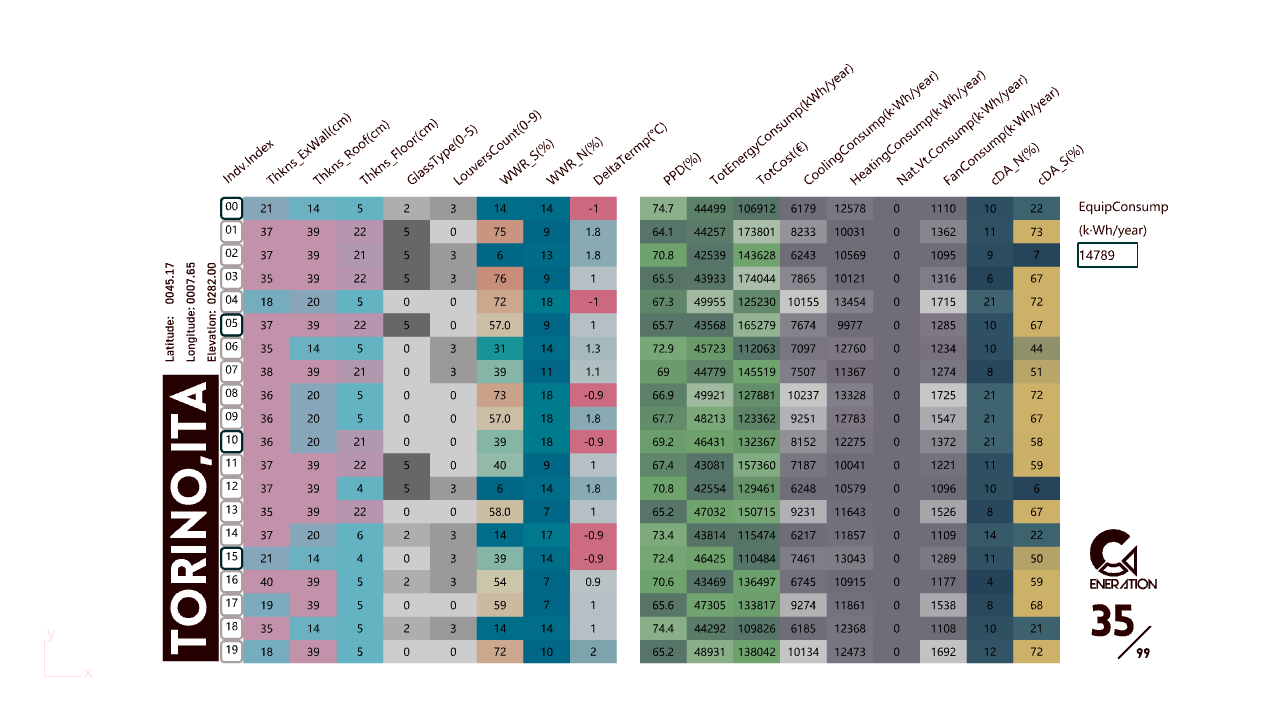 Indv.Index Thkns_ExWall(cm) Thkns_Roof(cm) Thkns_Floor(cm) GlassType(0-5) LouversCount(0-9) WWR_S(%) WWR_N(%) DeltaTermp(°C) PPD(%) TotEnergyConsump(kWh/year) TotCost(€) CoolingConsump(k·Wh/year) HeatingConsump(k·Wh/year) Nat.Vt.Consump(k·Wh/year) FanConsump(k·Wh/year) cDA_N(%) cDA_S(%)
00 21 14 5 2 3 14 14 -1 74.7 44499 106912 6179 12578 0 1110 10 22
01 37 39 22 5 0 75 9 1.8 64.1 44257 173801 8233 10031 0 1362 11 73
02 37 39 21 5 3 6 13 1.8 70.8 42539 143628 6243 10569 0 1095 9 7
03 35 39 22 5 3 76 9 1 65.5 43933 174044 7865 10121 0 1316 6 67
04 18 20 5 0 0 72 18 -1 67.3 49955 125230 10155 13454 0 1715 21 72
05 37 39 22 5 0 57.0 9 1 65.7 43568 165279 7674 9977 0 1285 10 67
06 35 14 5 0 3 31 14 1.3 72.9 45723 112063 7097 12760 0 1234 10 44
07 38 39 21 0 3 39 11 1.1 69 44779 145519 7507 11367 0 1274 8 51
08 36 20 5 0 0 73 18 -0.9 66.9 49921 127881 10237 13328 0 1725 21 72
09 36 20 5 0 0 57.0 18 1.8 67.7 48213 123362 9251 12783 0 1547 21 67
10 36 20 21 0 0 39 18 -0.9 69.2 46431 132367 8152 12275 0 1372 21 58
11 37 39 22 5 0 40 9 1 67.4 43081 157360 7187 10041 0 1221 11 59
12 37 39 4 5 3 6 14 1.8 70.8 42554 129461 6248 10579 0 1096 10 6
13 35 39 22 0 0 58.0 7 1 65.2 47032 150715 9231 11643 0 1526 8 67
14 37 20 6 2 3 14 17 -0.9 73.4 43814 115474 6217 11857 0 1109 14 22
15 21 14 4 0 3 39 14 -0.9 72.4 46425 110484 7461 13043 0 1289 11 50
16 40 39 5 2 3 54 7 0.9 70.6 43469 136497 6745 10915 0 1177 4 59
17 19 39 5 0 0 59 7 1 65.6 47305 133817 9274 11861 0 1538 8 68
18 35 14 5 2 3 14 14 1 74.4 44292 109826 6185 12368 0 1108 10 21
19 18 39 5 0 0 72 10 2 65.2 48931 138042 10134 12473 0 1692 12 72
Latitude: 0045.17
Longitude: 0007.65
Elevation: 0282.00
TORINO,ITA
EquipConsump
(k·Wh/year)
14789
ENERATION
35/99
y
x